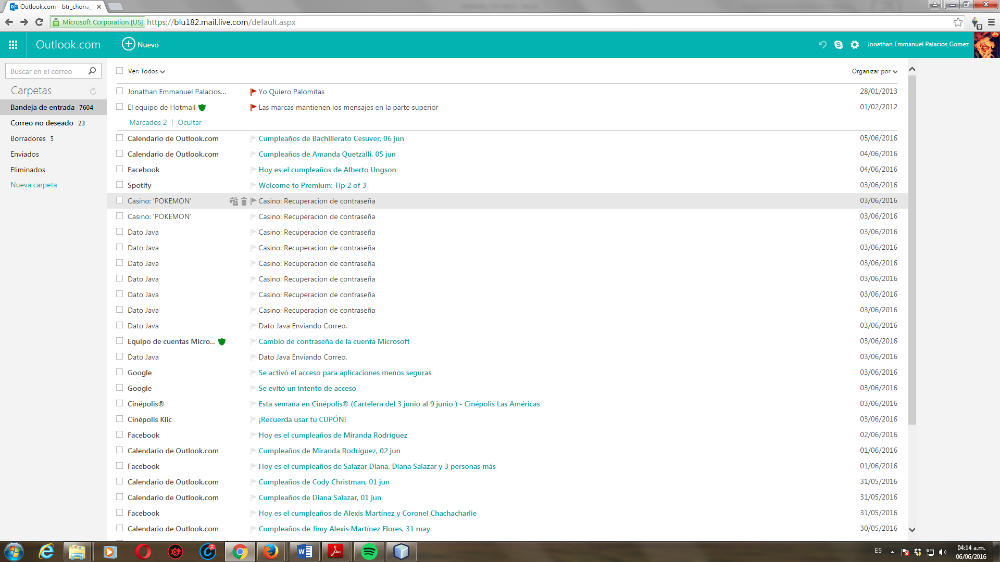 Outlook.com - btr_chona_
Microsoft Corporation [US] https://blu182.mail.live.com/default.aspx
9
Outlook.com Nuevo Jonathan Emmanuel Palacios Gomez
Buscar en el correo
Carpetas
Bandeja de entrada 7604
Correo no deseado 23
Borradores 5
Enviados
Eliminados
Nueva carpeta
Ver: Todos Organizar por
Jonathan Emmanuel Palacios... Yo Quiero Palomitas 28/01/2013
El equipo de Hotmail Las marcas mantienen los mensajes en la parte superior 01/02/2012
Marcados 2 | Ocultar
Calendario de Outlook.com Cumpleaños de Bachillerato Cesuver, 06 jun 05/06/2016
Calendario de Outlook.com Cumpleaños de Amanda Quetzalli, 05 jun 04/06/2016
Facebook Hoy es el cumpleaños de Alberto Ungson 04/06/2016
Spotify Welcome to Premium: Tip 2 of 3 03/06/2016
Casino: 'POKEMON' Casino: Recuperacion de contraseña 03/06/2016
Casino: 'POKEMON' Casino: Recuperacion de contraseña 03/06/2016
Dato Java Casino: Recuperacion de contraseña 03/06/2016
Dato Java Casino: Recuperacion de contraseña 03/06/2016
Dato Java Casino: Recuperacion de contraseña 03/06/2016
Dato Java Casino: Recuperacion de contraseña 03/06/2016
Dato Java Casino: Recuperacion de contraseña 03/06/2016
Dato Java Casino: Recuperacion de contraseña 03/06/2016
Dato Java Dato Java Enviando Correo. 03/06/2016
Equipo de cuentas Micro... Cambio de contraseña de la cuenta Microsoft 03/06/2016
Dato Java Dato Java Enviando Correo. 03/06/2016
Google Se activó el acceso para aplicaciones menos seguras 03/06/2016
Google Se evitó un intento de acceso 03/06/2016
Cinépolis® Esta semana en Cinépolis® (Cartelera del 3 junio al 9 junio ) - Cinépolis Las Américas 03/06/2016
Cinépolis Klic ¡Recuerda usar tu CUPÓN! 03/06/2016
Facebook Hoy es el cumpleaños de Miranda Rodríguez 02/06/2016
Calendario de Outlook.com Cumpleaños de Miranda Rodríguez, 02 jun 01/06/2016
Facebook Hoy es el cumpleaños de Salazar Diana, Diana Salazar y 3 personas más 01/06/2016
Calendario de Outlook.com Cumpleaños de Cody Christman, 01 jun 31/05/2016
Calendario de Outlook.com Cumpleaños de Diana Salazar, 01 jun 31/05/2016
Facebook Hoy es el cumpleaños de Alexis Martínez y Coronel Chachacharlie 31/05/2016
Calendario de Outlook.com Cumpleaños de Jimy Alexis Martínez Flores, 31 may 30/05/2016
ES 04:14 a.m.
06/06/2016